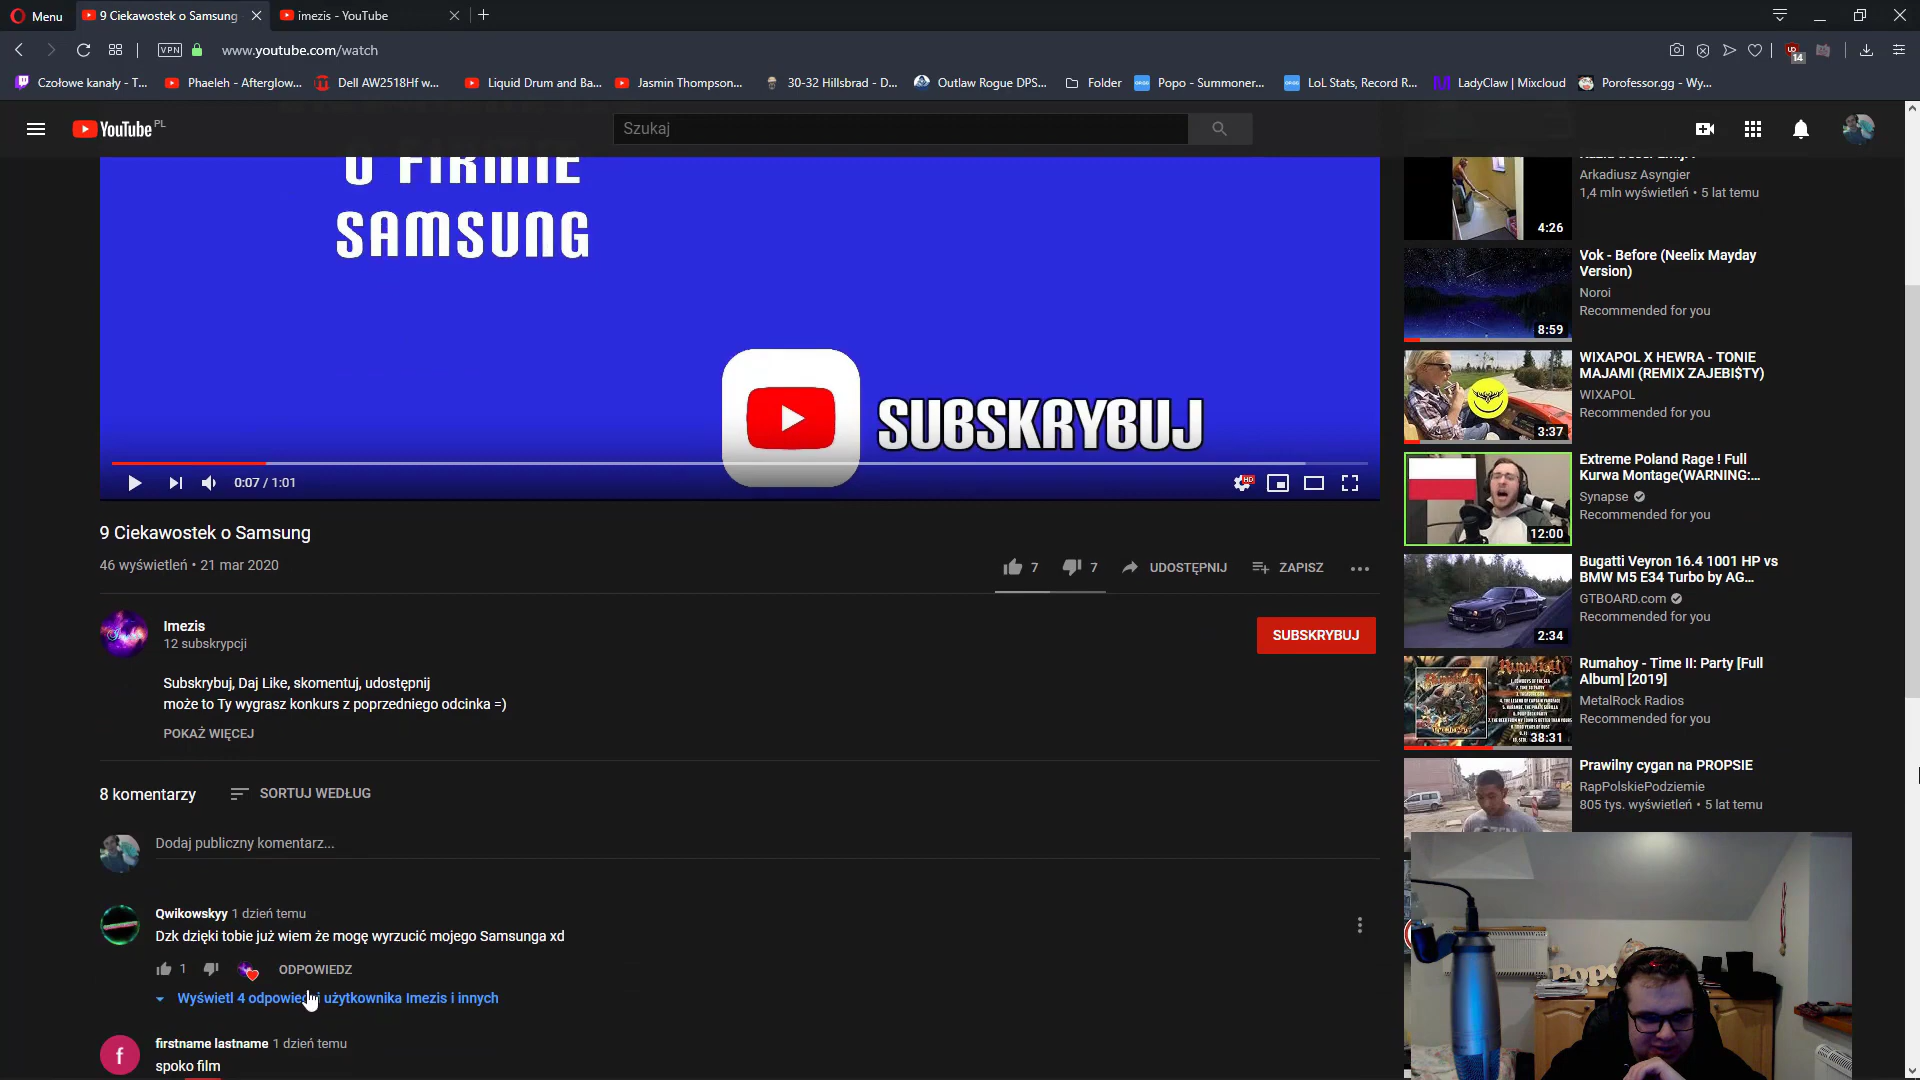 Menu
9 Ciekawostek o Samsung
imezis - YouTube
VPN
www.youtube.com/watch
14
Czołowe kanały - T...
Phaeleh - Afterglow...
Dell AW2518Hf w...
Liquid Drum and Ba...
Jasmin Thompson...
30-32 Hillsbrad - D...
Outlaw Rogue DPS...
Folder
Popo - Summoner...
LoL Stats, Record R...
LadyClaw | Mixcloud
Porofessor.gg - Wy...
YouTube PL
Szukaj
O FIRMIE
SAMSUNG
SUBSKRYBUJ
0:07 / 1:01
HD
9 Ciekawostek o Samsung
46 wyświetleń • 21 mar 2020
7
7
UDOSTĘPNIJ
ZAPISZ
Imezis
12 subskrypcji
SUBSKRYBUJ
Subskrybuj, Daj Like, skomentuj, udostępnij
może to Ty wygrasz konkurs z poprzedniego odcinka =)
POKAŻ WIĘCEJ
8 komentarzy
SORTUJ WEDŁUG
Dodaj publiczny komentarz...
Qwikowskyy 1 dzień temu
Dzk dzięki tobie już wiem że mogę wyrzucić mojego Samsunga xd
1
ODPOWIEDZ
Wyświetl 4 odpowiedzi użytkownika Imezis i innych
f
firstname lastname 1 dzień temu
spoko film
Arkadiusz Asyngier
1,4 mln wyświetleń • 5 lat temu
4:26
Vok - Before (Neelix Mayday
Version)
Noroi
Recommended for you
8:59
WIXAPOL X HEWRA - TONIE
MAJAMI (REMIX ZAJEBI$TY)
WIXAPOL
Recommended for you
3:37
Extreme Poland Rage ! Full
Kurwa Montage(WARNING:...
Synapse
Recommended for you
12:00
Bugatti Veyron 16.4 1001 HP vs
BMW M5 E34 Turbo by AG...
GTBOARD.com
Recommended for you
2:34
Rumahoy - Time II: Party [Full
Album] [2019]
MetalRock Radios
Recommended for you
38:31
Prawilny cygan na PROPSIE
RapPolskiePodziemie
805 tys. wyświetleń • 5 lat temu
Popo